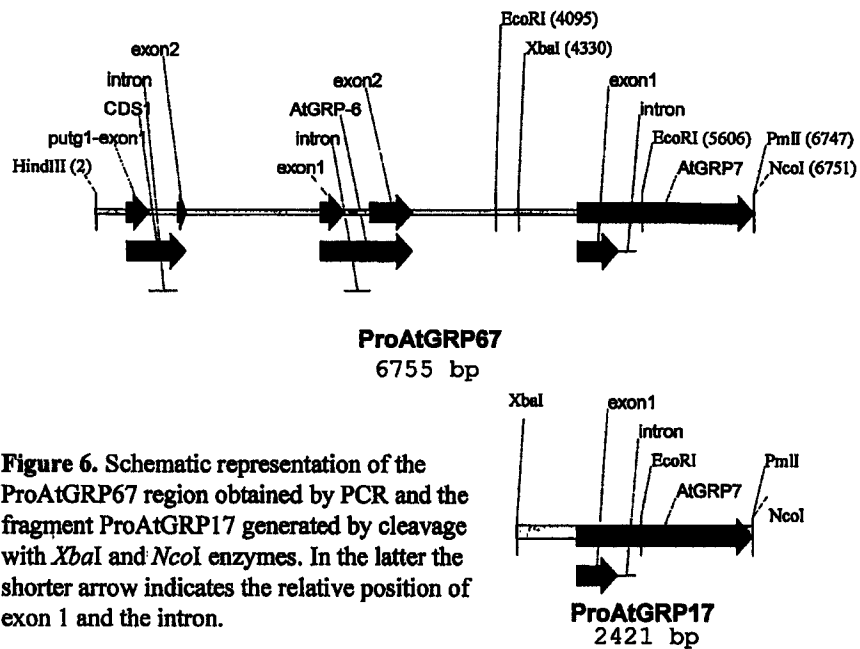 EcoRI (4095)
exon2
XbaI (4330)
intron
exon2
exon1
CDS1
AtGRP-6
intron
putg1-exon1
intron
EcoRI (5606)
PmlI (6747)
HindIII (2)
exon1
AtGRP7
NcoI (6751)
ProAtGRP67
6755 bp
XbaI
exon1
intron
EcoRI
PmlI
AtGRP7
NcoI
Figure 6. Schematic representation of the
ProAtGRP67 region obtained by PCR and the
fragment ProAtGRP17 generated by cleavage
with XbaI and NcoI enzymes. In the latter the
shorter arrow indicates the relative position of
exon 1 and the intron.
ProAtGRP17
2421 bp